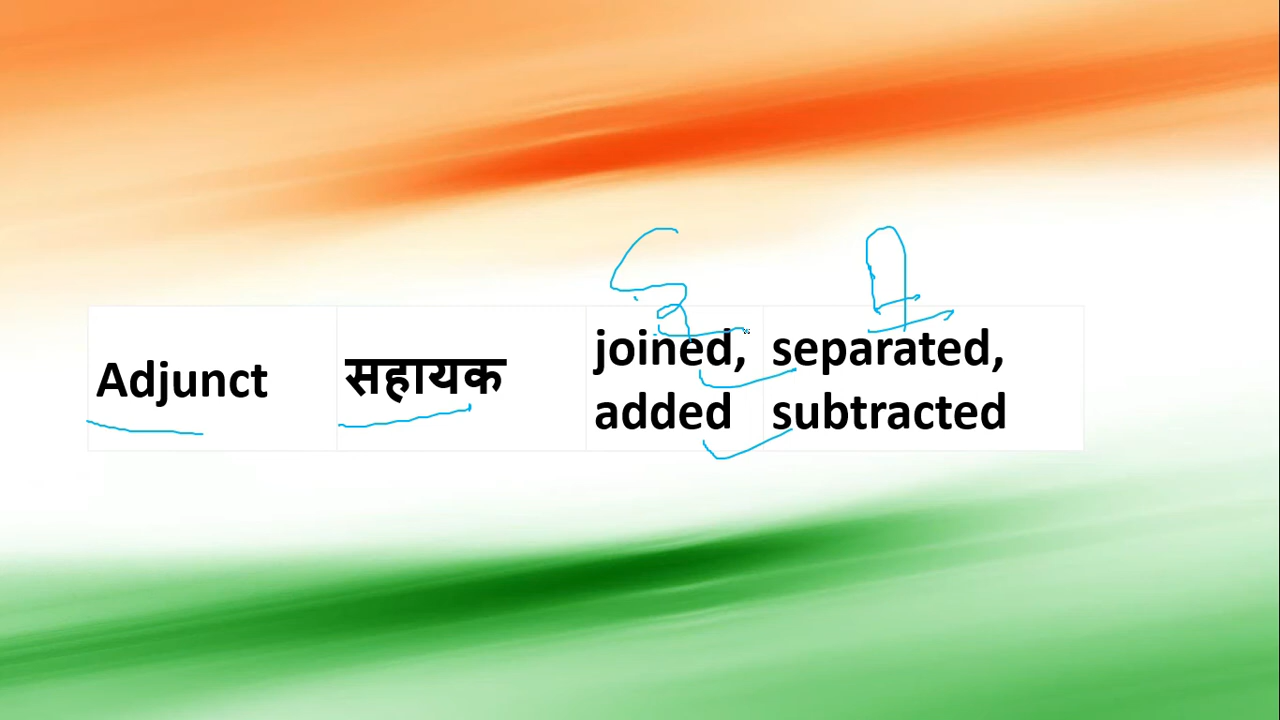 Adjunct
सहायक
joined,
added
separated,
subtracted